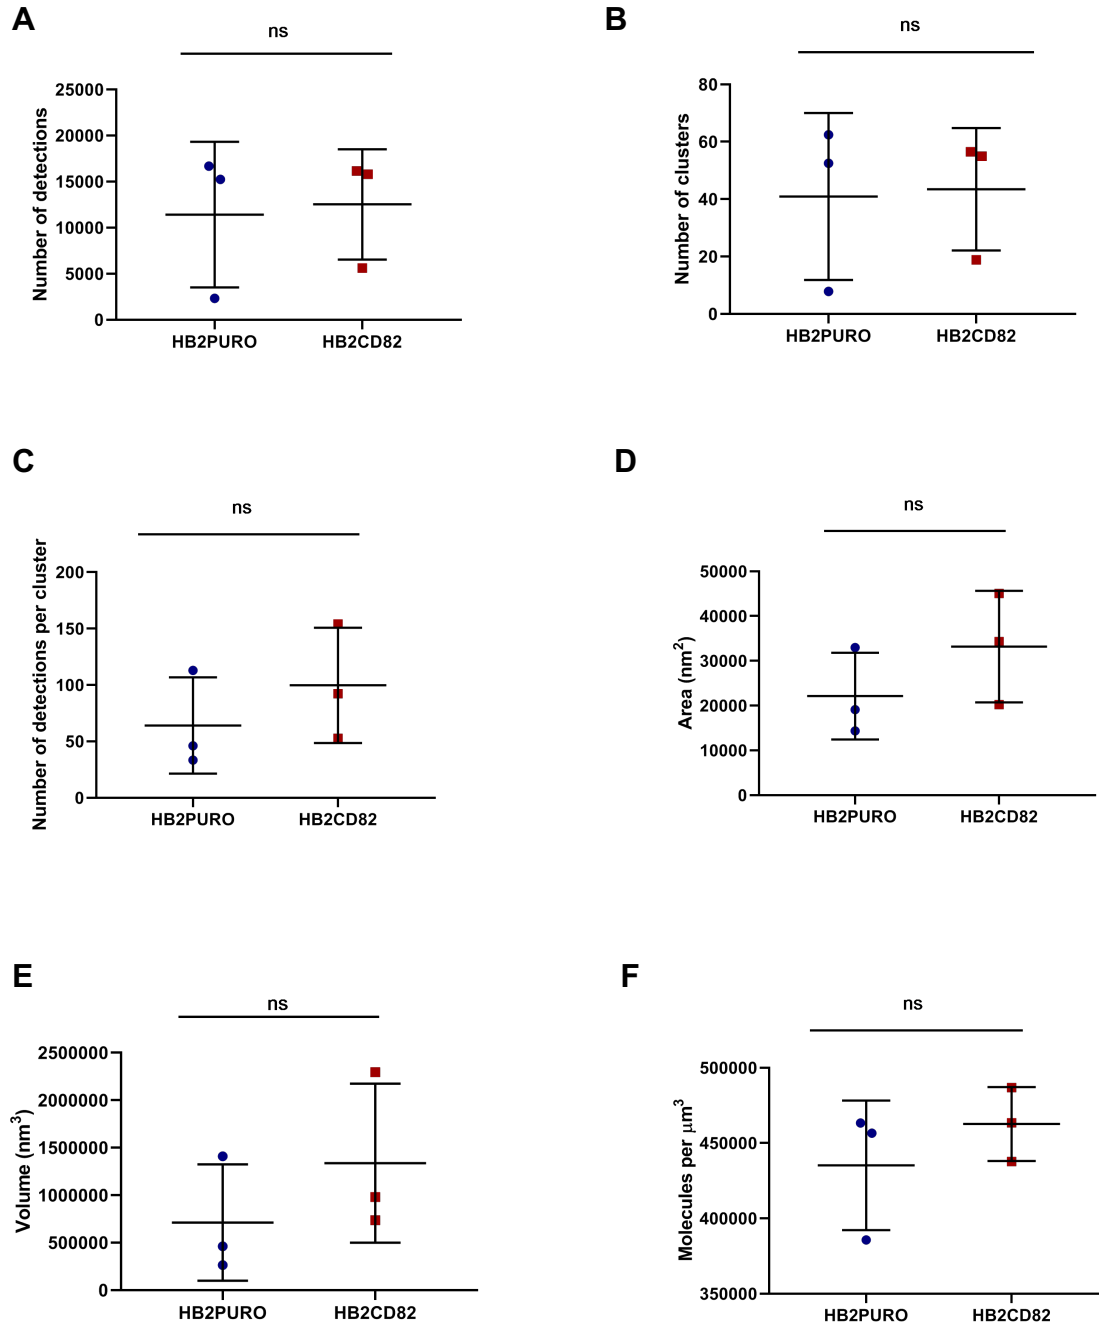 A
ns
Number of detections
25000
20000
15000
10000
5000
0
HB2PURO HB2CD82
B
ns
Number of clusters
80
60
40
20
0
HB2PURO HB2CD82
C
ns
Number of detections per cluster
200
150
100
50
0
HB2PURO HB2CD82
D
ns
Area (nm²)
50000
40000
30000
20000
10000
0
HB2PURO HB2CD82
E
ns
Volume (nm³)
2500000
2000000
1500000
1000000
500000
0
HB2PURO HB2CD82
F
ns
Molecules per μm³
500000
450000
400000
350000
HB2PURO HB2CD82